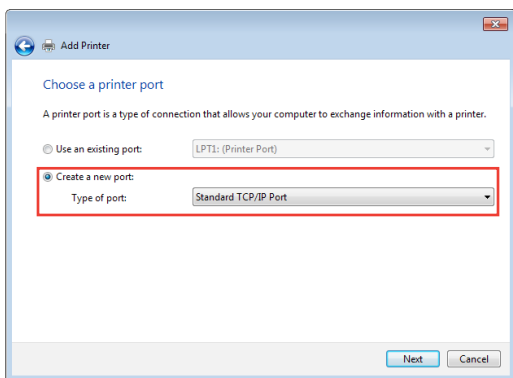 Add Printer
Choose a printer port
A printer port is a type of connection that allows your computer to exchange information with a printer.
Use an existing port: LPT1: (Printer Port)
Create a new port:
Type of port: Standard TCP/IP Port
Next Cancel